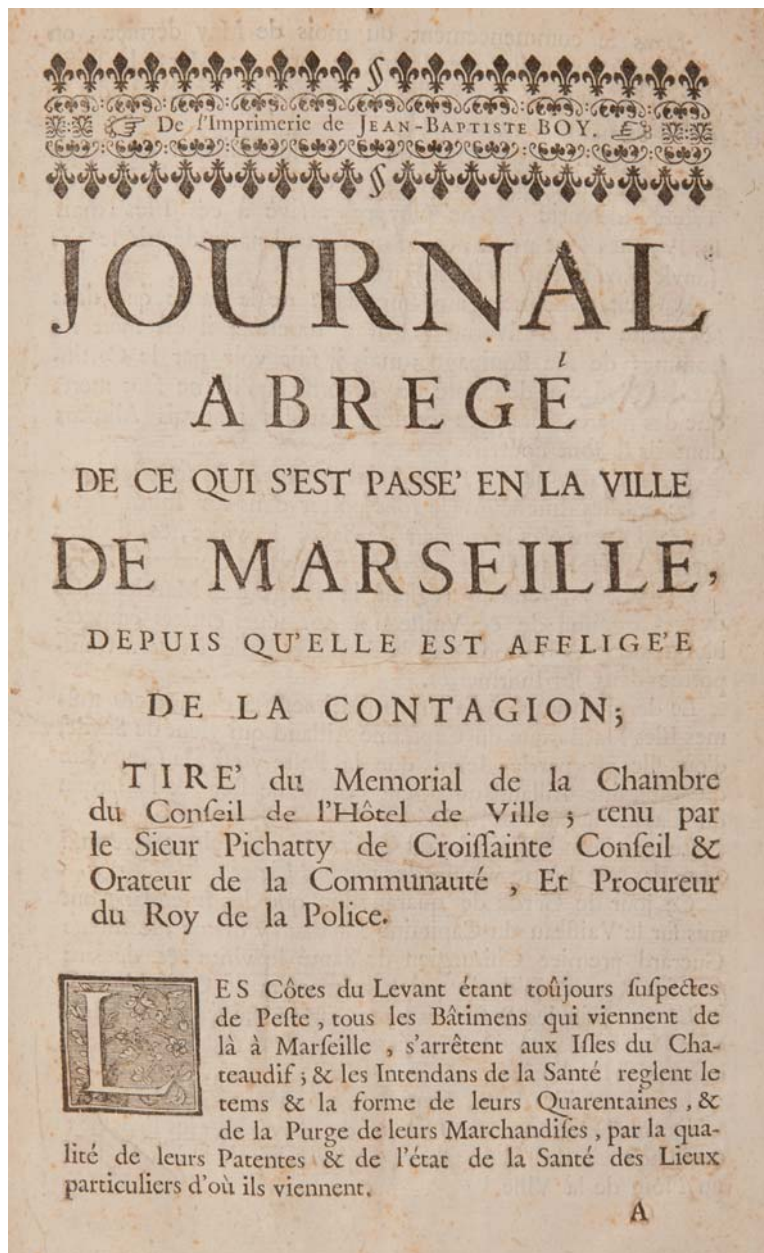 De l'Imprimerie de JEAN-BAPTISTE BOY.
JOURNAL
ABREGÉ
DE CE QUI S'EST PASSE' EN LA VILLE
DE MARSEILLE,
DEPUIS QU'ELLE EST AFFLIGE'E
DE LA CONTAGION;
TIRE' du Memorial de la Chambre
du Conſeil de l'Hôtel de Ville ; tenu par
le Sieur Pichatty de Croiſſainte Conſeil &
Orateur de la Communauté , Et Procureur
du Roy de la Police.
LES Côtes du Levant étant toûjours ſuſpectes
de Peſte , tous les Bâtimens qui viennent de
là à Marſeille , s'arrêtent aux Iſles du Cha-
teaudif ; & les Intendans de la Santé reglent le
tems & la forme de leurs Quarentaines , &
de la Purge de leurs Marchandiſes , par la qua-
lité de leurs Patentes & de l'état de la Santé des Lieux
particuliers d'où ils viennent.
A